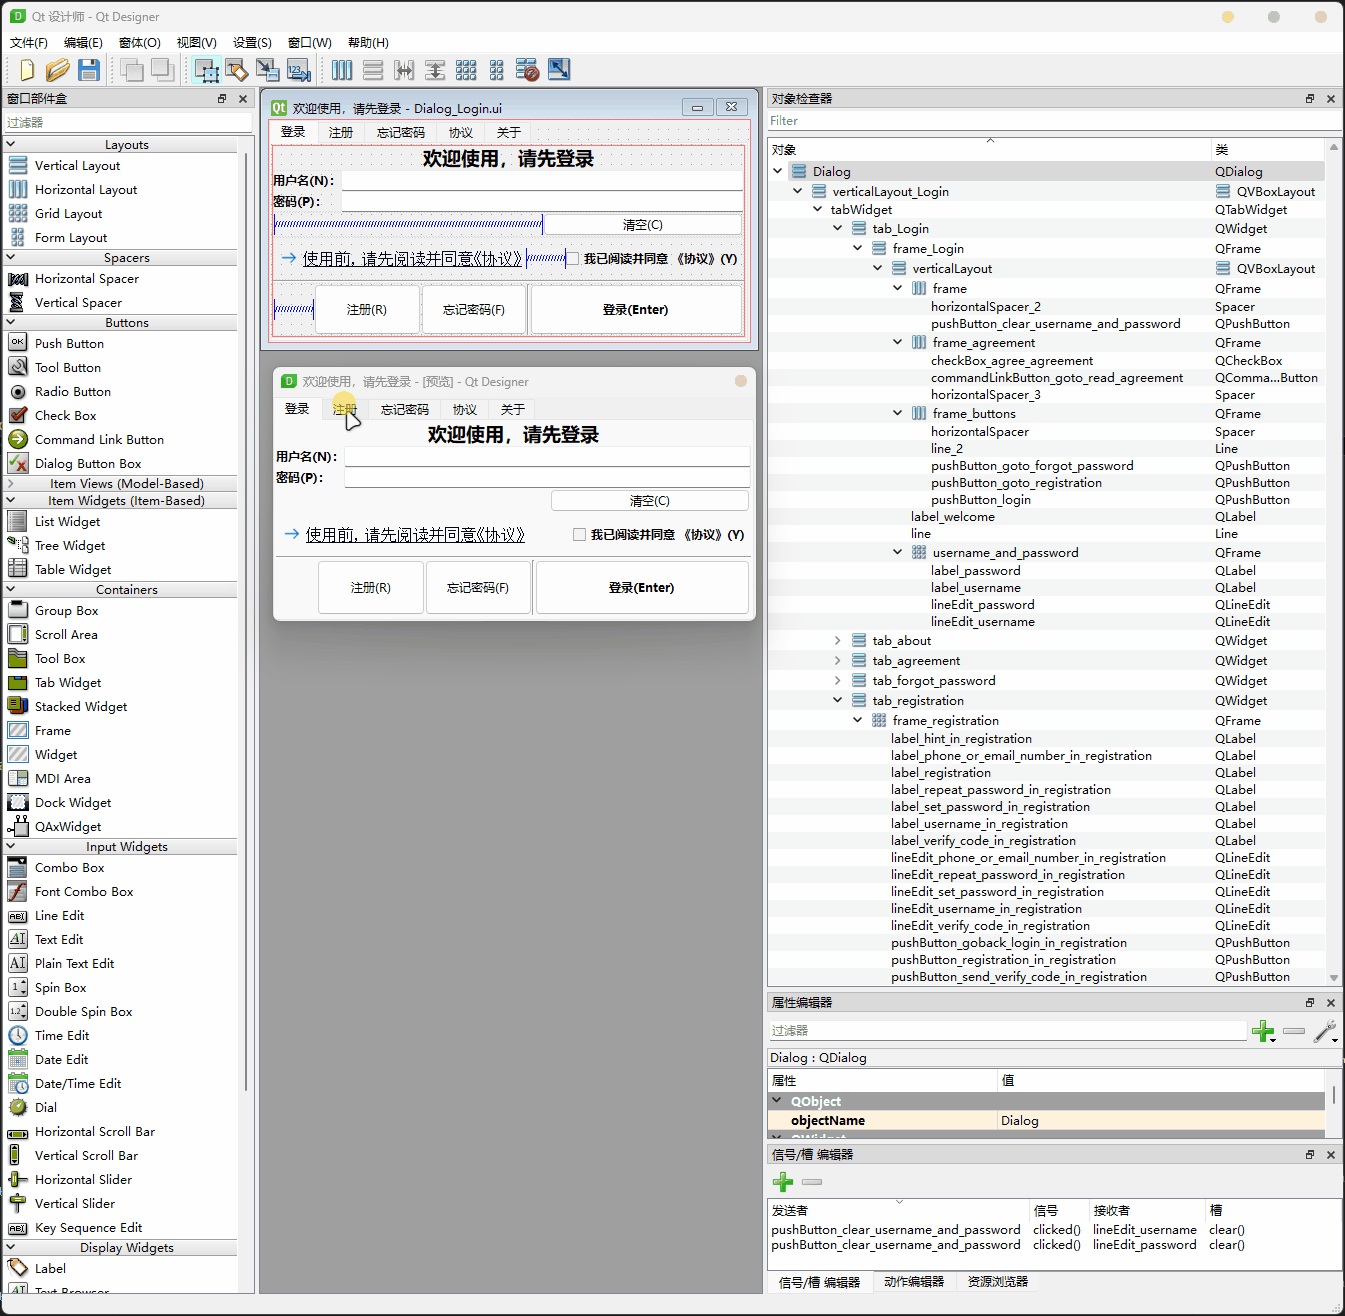 Qt 设计师 - Qt Designer
文件(F) 编辑(E) 窗体(O) 视图(V) 设置(S) 窗口(W) 帮助(H)
窗口部件盒
过滤器
Layouts
Vertical Layout
Horizontal Layout
Grid Layout
Form Layout
Spacers
Horizontal Spacer
Vertical Spacer
Buttons
Push Button
Tool Button
Radio Button
Check Box
Command Link Button
Dialog Button Box
Item Views (Model-Based)
Item Widgets (Item-Based)
List Widget
Tree Widget
Table Widget
Containers
Group Box
Scroll Area
Tool Box
Tab Widget
Stacked Widget
Frame
Widget
MDI Area
Dock Widget
QAxWidget
Input Widgets
Combo Box
Font Combo Box
Line Edit
Text Edit
Plain Text Edit
Spin Box
Double Spin Box
Time Edit
Date Edit
Date/Time Edit
Dial
Horizontal Scroll Bar
Vertical Scroll Bar
Horizontal Slider
Vertical Slider
Key Sequence Edit
Display Widgets
Label
Text Browser
欢迎使用，请先登录 - Dialog_Login.ui
登录 注册 忘记密码 协议 关于
欢迎使用，请先登录
用户名(N)：
密码(P)：
清空(C)
使用前，请先阅读并同意《协议》 我已阅读并同意 《协议》(Y)
注册(R) 忘记密码(F) 登录(Enter)
欢迎使用，请先登录 - [预览] - Qt Designer
登录 注册 忘记密码 协议 关于
欢迎使用，请先登录
用户名(N)：
密码(P)：
清空(C)
使用前，请先阅读并同意《协议》 我已阅读并同意 《协议》(Y)
注册(R) 忘记密码(F) 登录(Enter)
对象检查器
Filter
对象 类
Dialog QDialog
verticalLayout_Login QVBoxLayout
tabWidget QTabWidget
tab_Login QWidget
frame_Login QFrame
verticalLayout QVBoxLayout
frame QFrame
horizontalSpacer_2 Spacer
pushButton_clear_username_and_password QPushButton
frame_agreement QFrame
checkBox_agree_agreement QCheckBox
commandLinkButton_goto_read_agreement QComma...Button
horizontalSpacer_3 Spacer
frame_buttons QFrame
horizontalSpacer Spacer
line_2 Line
pushButton_goto_forgot_password QPushButton
pushButton_goto_registration QPushButton
pushButton_login QPushButton
label_welcome QLabel
line Line
username_and_password QFrame
label_password QLabel
label_username QLabel
lineEdit_password QLineEdit
lineEdit_username QLineEdit
tab_about QWidget
tab_agreement QWidget
tab_forgot_password QWidget
tab_registration QWidget
frame_registration QFrame
label_hint_in_registration QLabel
label_phone_or_email_number_in_registration QLabel
label_registration QLabel
label_repeat_password_in_registration QLabel
label_set_password_in_registration QLabel
label_username_in_registration QLabel
label_verify_code_in_registration QLabel
lineEdit_phone_or_email_number_in_registration QLineEdit
lineEdit_repeat_password_in_registration QLineEdit
lineEdit_set_password_in_registration QLineEdit
lineEdit_username_in_registration QLineEdit
lineEdit_verify_code_in_registration QLineEdit
pushButton_goback_login_in_registration QPushButton
pushButton_registration_in_registration QPushButton
pushButton_send_verify_code_in_registration QPushButton
属性编辑器
过滤器
Dialog : QDialog
属性 值
QObject
objectName Dialog
QWidget
信号/槽 编辑器
发送者 信号 接收者 槽
pushButton_clear_username_and_password clicked() lineEdit_username clear()
pushButton_clear_username_and_password clicked() lineEdit_password clear()
信号/槽 编辑器 动作编辑器 资源浏览器